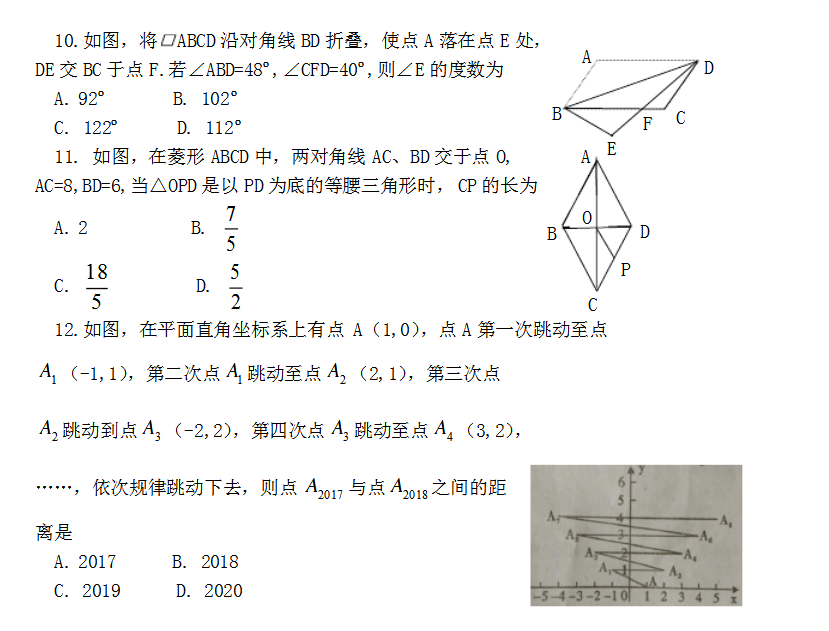 10.如图，将▱ABCD沿对角线BD折叠，使点A落在点E处，
DE交BC于点F.若∠ABD=48°,∠CFD=40°,则∠E的度数为
A. 92° B. 102°
C. 122° D. 112°
A D B F C E
11. 如图，在菱形ABCD中，两对角线AC、BD交于点O,
AC=8,BD=6,当△OPD是以PD为底的等腰三角形时，CP的长为
A. 2 B. 7/5
C. 18/5 D. 5/2
A O B D P C
12.如图，在平面直角坐标系上有点A（1,0），点A第一次跳动至点
A₁（-1,1），第二次点A₁跳动至点A₂（2,1），第三次点
A₂跳动到点A₃（-2,2），第四次点A₃跳动至点A₄（3,2），
……，依次规律跳动下去，则点A₂₀₁₇与点A₂₀₁₈之间的距
离是
A. 2017 B. 2018
C. 2019 D. 2020
y
6
5
A₇ 4 A₈
A₅ 3 A₆
A₃ 2 A₄
A₁ 1 A₂
A
-5 -4 -3 -2 -1 0 1 2 3 4 5 x